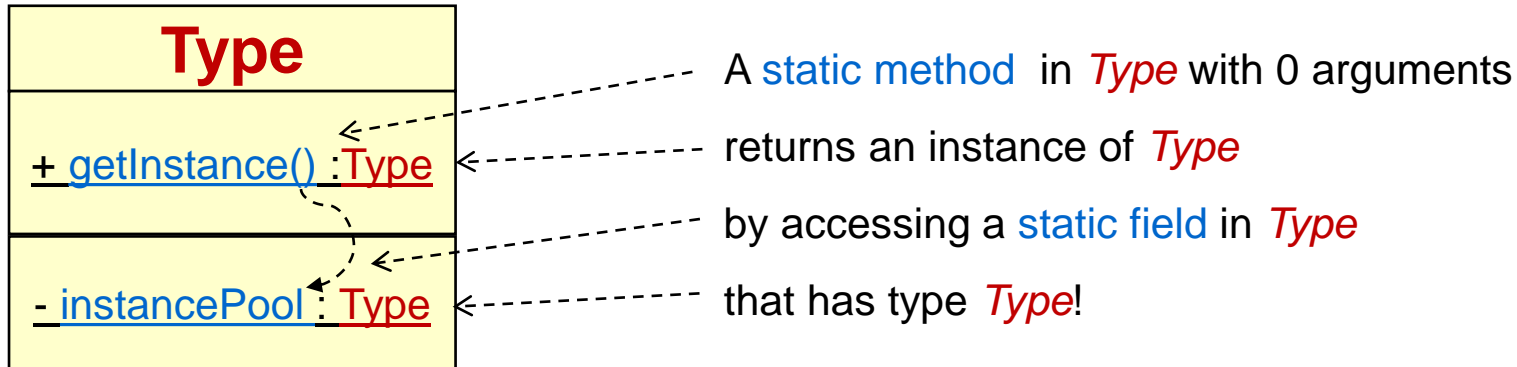 Type
+ getInstance() :Type
- instancePool : Type
A static method in Type with 0 arguments
returns an instance of Type
by accessing a static field in Type
that has type Type!